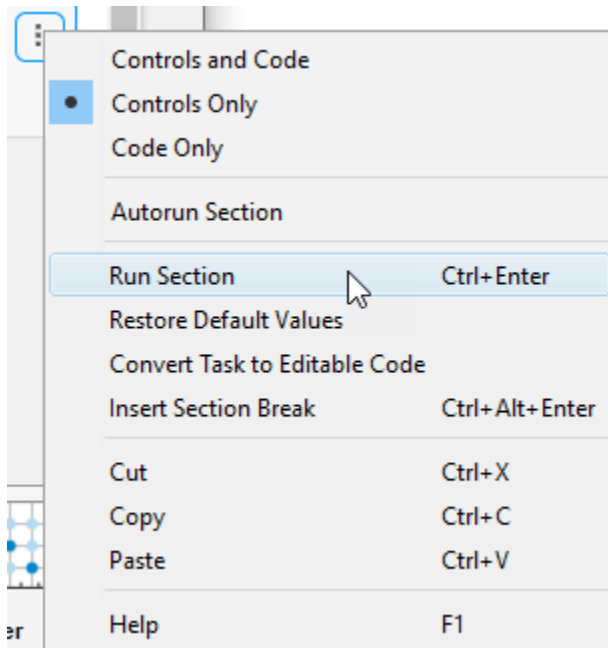 Controls and Code
Controls Only
Code Only
Autorun Section
Run Section Ctrl+Enter
Restore Default Values
Convert Task to Editable Code
Insert Section Break Ctrl+Alt+Enter
Cut Ctrl+X
Copy Ctrl+C
Paste Ctrl+V
er Help F1